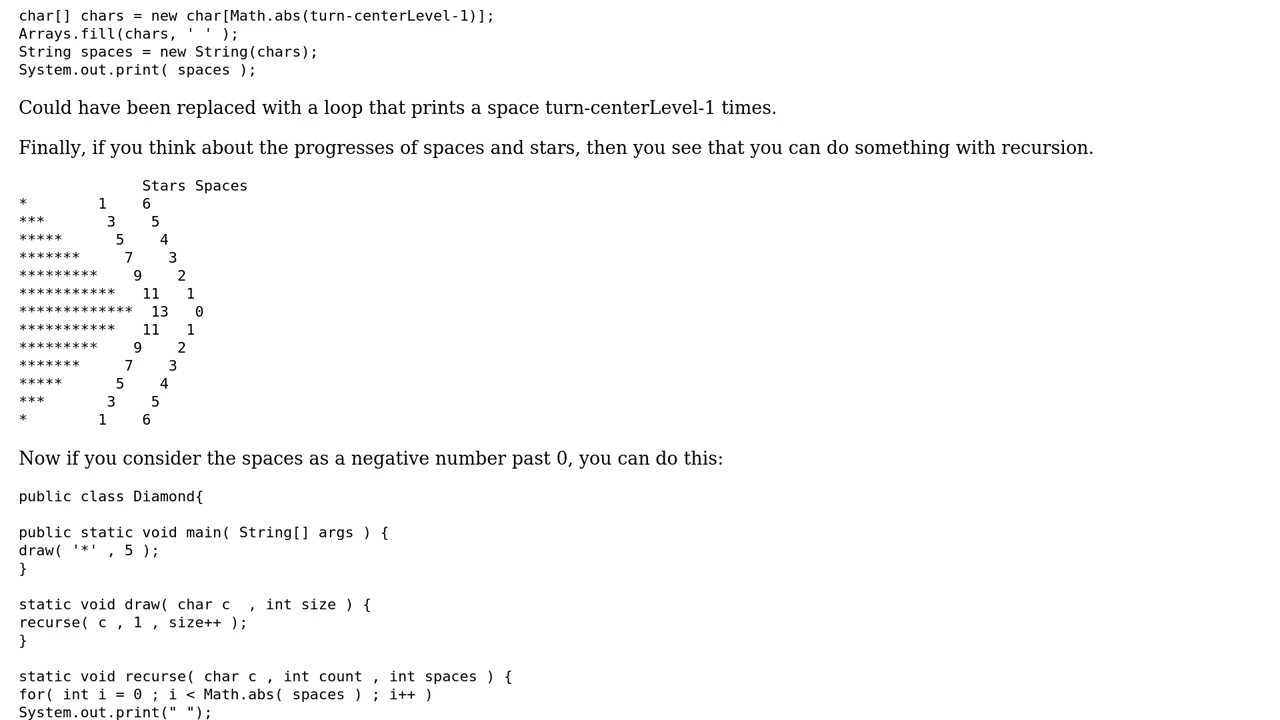 char[] chars = new char[Math.abs(turn-centerLevel-1)];
Arrays.fill(chars, ' ' );
String spaces = new String(chars);
System.out.print( spaces );
Could have been replaced with a loop that prints a space turn-centerLevel-1 times.
Finally, if you think about the progresses of spaces and stars, then you see that you can do something with recursion.
              Stars Spaces
*        1    6
***       3    5
*****      5    4
*******     7    3
*********    9    2
***********   11   1
*************  13   0
***********   11   1
*********    9    2
*******     7    3
*****      5    4
***       3    5
*        1    6
Now if you consider the spaces as a negative number past 0, you can do this:
public class Diamond{
public static void main( String[] args ) {
draw( '*' , 5 );
}
static void draw( char c  , int size ) {
recurse( c , 1 , size++ );
}
static void recurse( char c , int count , int spaces ) {
for( int i = 0 ; i < Math.abs( spaces ) ; i++ )
System.out.print(" ");